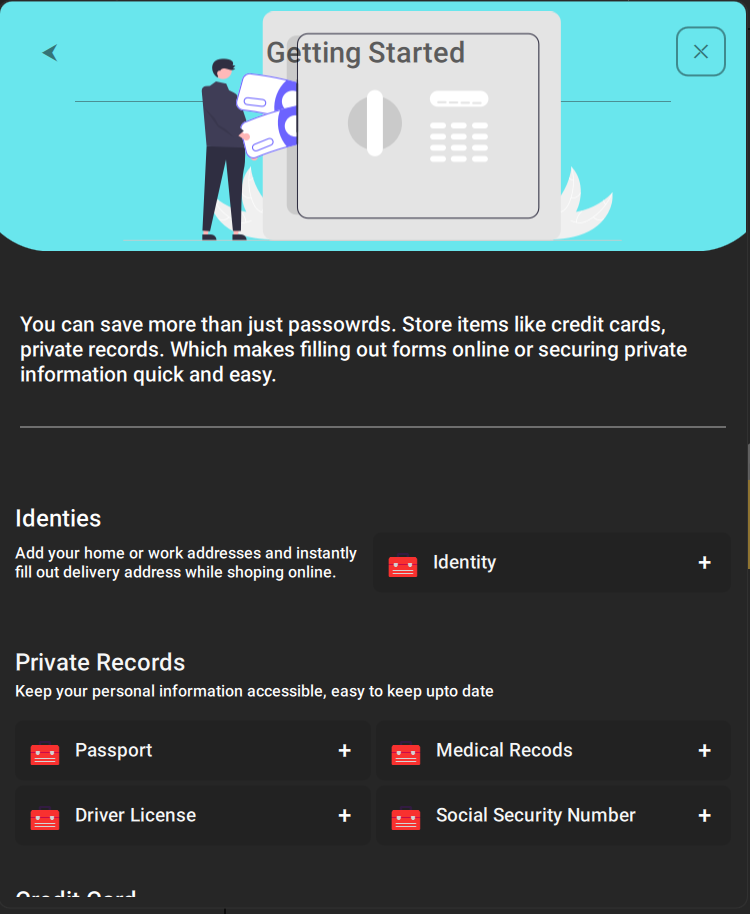 Getting Started
You can save more than just passowrds. Store items like credit cards,
private records. Which makes filling out forms online or securing private
information quick and easy.
Identies
Add your home or work addresses and instantly
fill out delivery address while shoping online.
Identity +
Private Records
Keep your personal information accessible, easy to keep upto date
Passport +
Medical Recods +
Driver License +
Social Security Number +
Credit Card